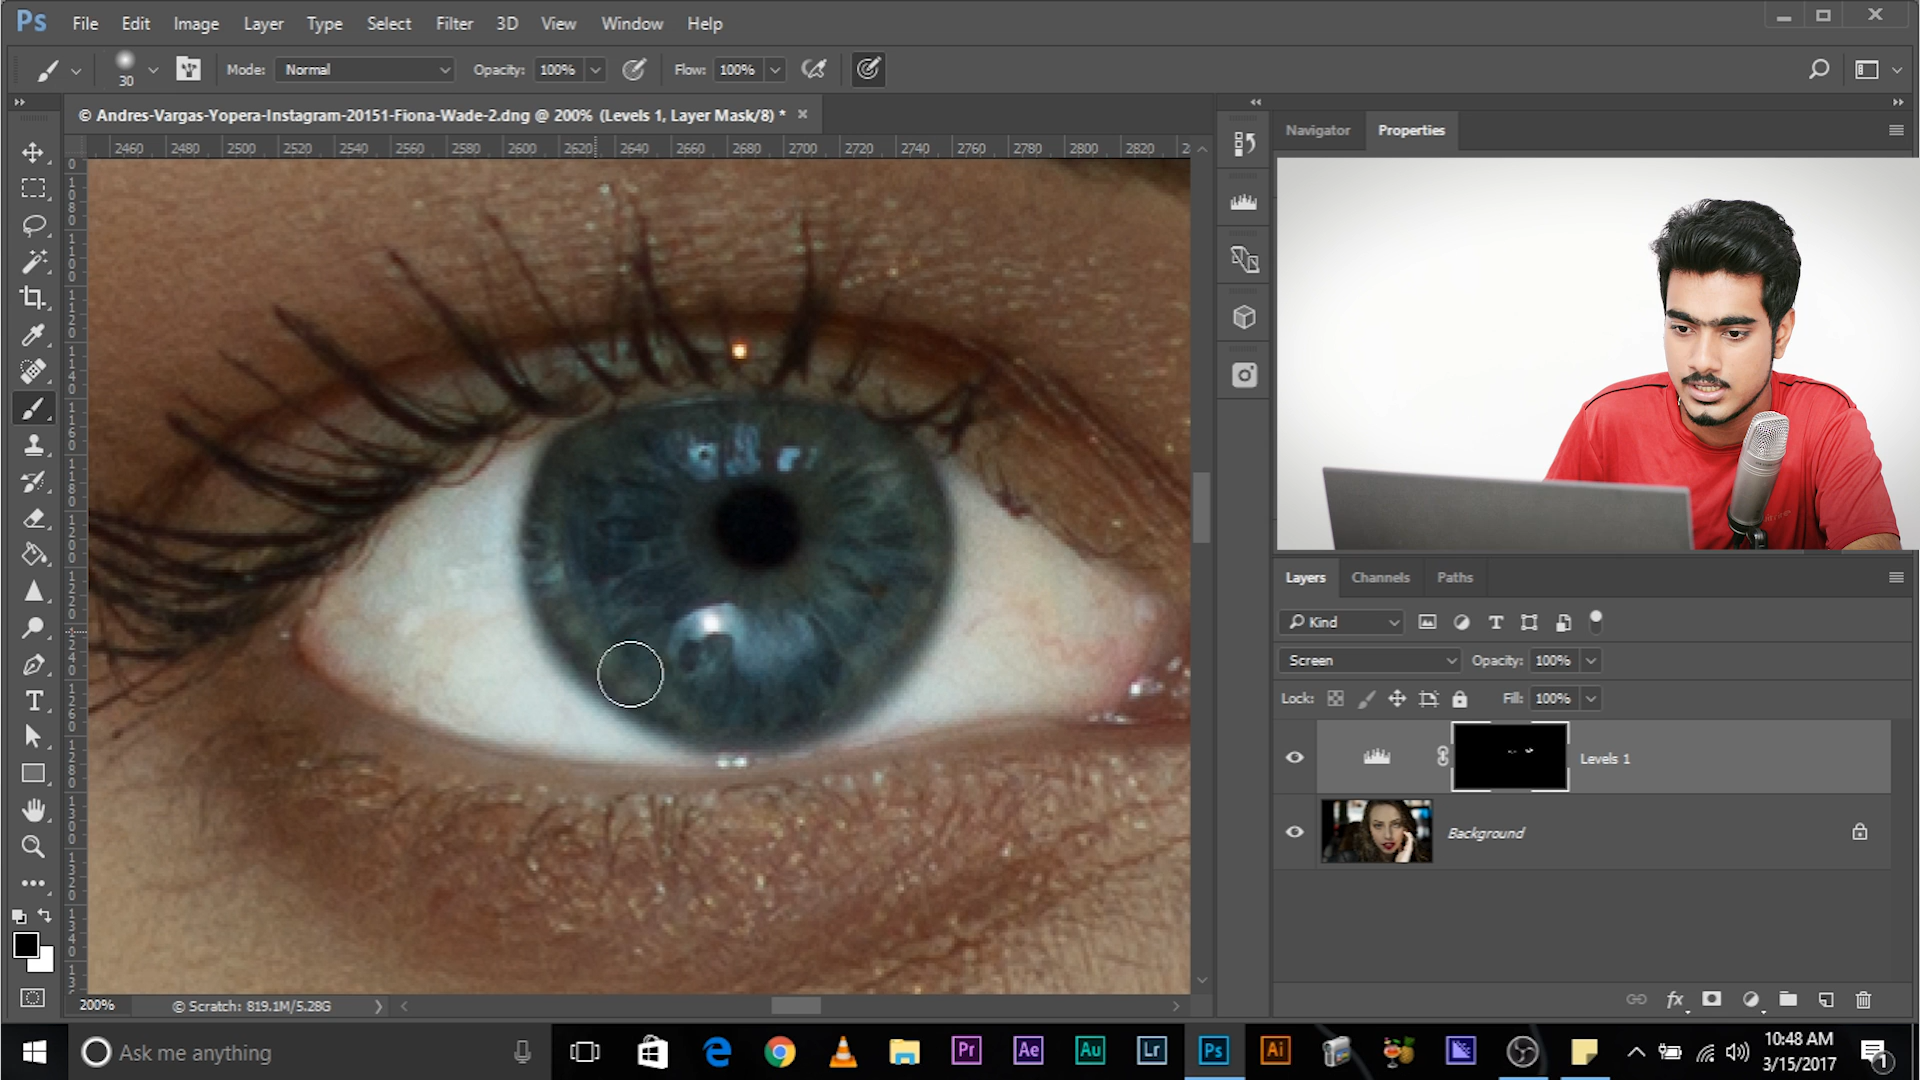 Ps File Edit Image Layer Type Select Filter 3D View Window Help
30 Mode: Normal Opacity: 100% Flow: 100%
© Andres-Vargas-Yopera-Instagram-20151-Fiona-Wade-2.dng @ 200% (Levels 1, Layer Mask/8) * ×
2460 2480 2500 2520 2540 2560 2580 2600 2620 2640 2660 2680 2700 2720 2740 2760 2780 2800 2820 2
Navigator Properties
Layers Channels Paths
Kind
Screen Opacity: 100%
Lock: Fill: 100%
Levels 1
Background
fx
200% © Scratch: 819.1M/5.28G
Ask me anything
Pr Ae Au Lr Ps Ai
10:48 AM
3/15/2017
1